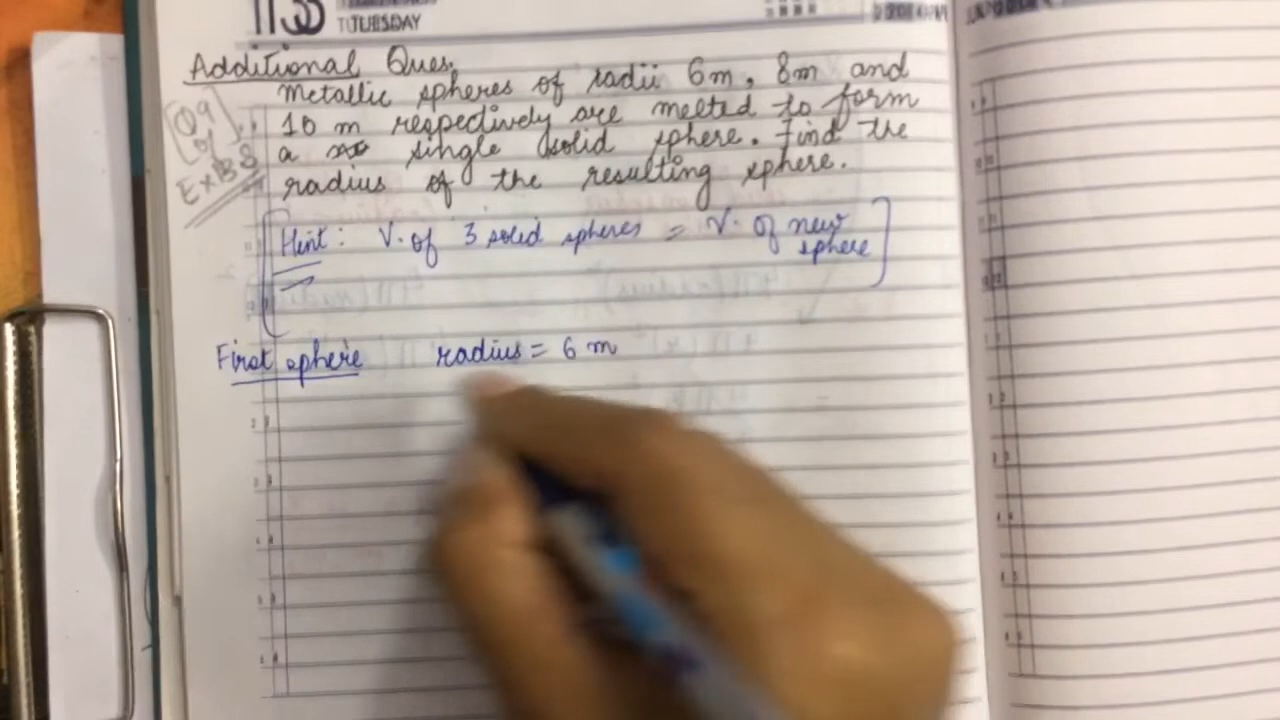 TUESDAY
Additional Ques.
Metallic spheres of radii 6m, 8m and
10 m respectively are melted to form
a single solid sphere. Find the
radius of the resulting sphere.
[Q9
of
Ex
[Hint: V. of 3 solid spheres = V. of new
sphere]
First sphere radius = 6 m